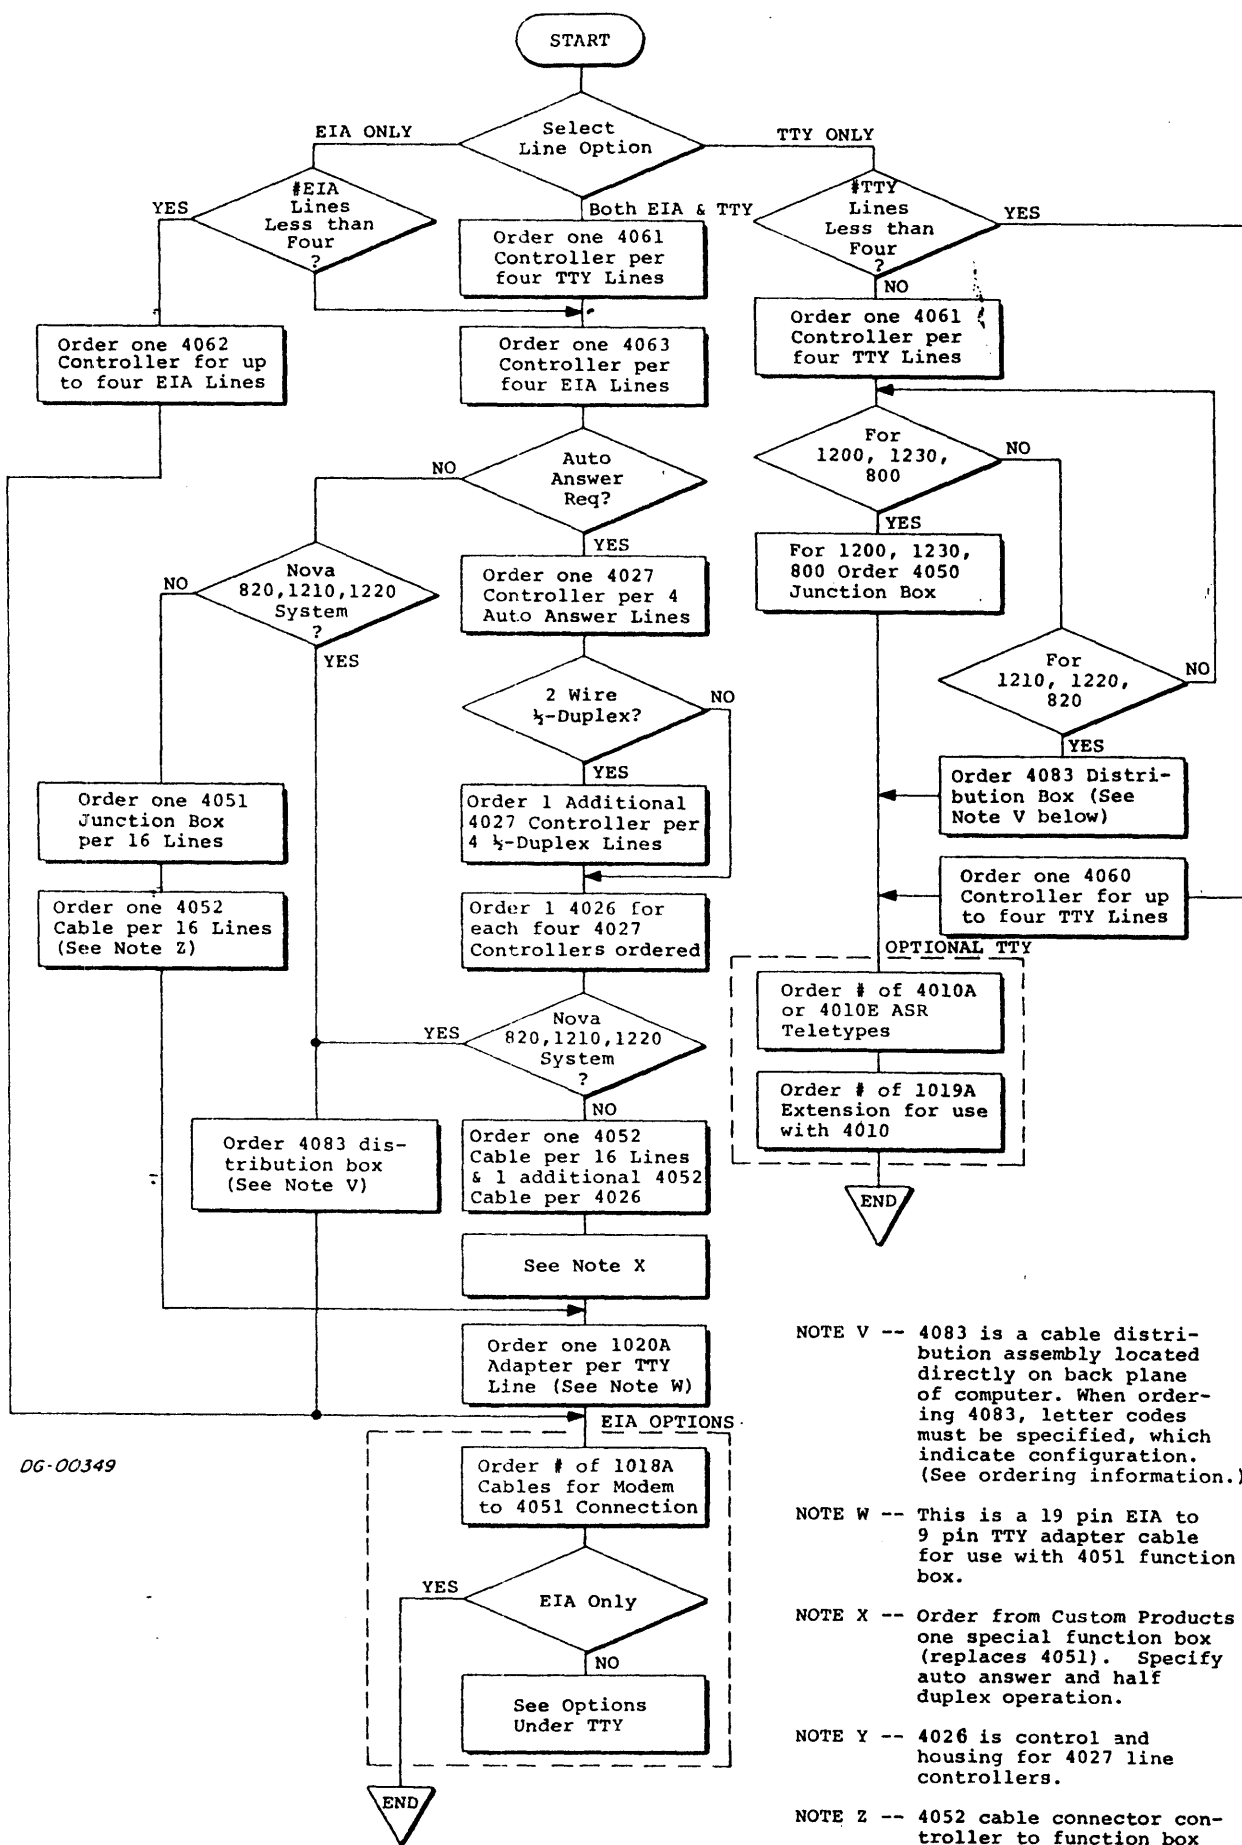 START
Select
Line Option
EIA ONLY
TTY ONLY
Both EIA & TTY
#EIA
Lines
Less than
Four
?
YES
Order one 4061
Controller per
four TTY Lines
#TTY
Lines
Less than
Four
?
YES
NO
Order one 4062
Controller for up
to four EIA Lines
Order one 4063
Controller per
four EIA Lines
Order one 4061
Controller per
four TTY Lines
Auto
Answer
Req?
NO
YES
For
1200, 1230,
800
NO
YES
Nova
820,1210,1220
System
?
NO
YES
Order one 4027
Controller per 4
Auto Answer Lines
For 1200, 1230,
800 Order 4050
Junction Box
2 Wire
½-Duplex?
NO
YES
For
1210, 1220,
820
NO
YES
Order one 4051
Junction Box
per 16 Lines
Order 1 Additional
4027 Controller per
4 ½-Duplex Lines
Order 4083 Distri-
bution Box (See
Note V below)
Order one 4052
Cable per 16 Lines
(See Note Z)
Order 1 4026 for
each four 4027
Controllers ordered
Order one 4060
Controller for up
to four TTY Lines
OPTIONAL TTY
Nova
820,1210,1220
System
?
YES
NO
Order # of 4010A
or 4010E ASR
Teletypes
Order # of 1019A
Extension for use
with 4010
END
Order 4083 dis-
tribution box
(See Note V)
Order one 4052
Cable per 16 Lines
& 1 additional 4052
Cable per 4026
See Note X
Order one 1020A
Adapter per TTY
Line (See Note W)
EIA OPTIONS
Order # of 1018A
Cables for Modem
to 4051 Connection
EIA Only
YES
NO
See Options
Under TTY
END
DG-00349
NOTE V -- 4083 is a cable distri-
bution assembly located
directly on back plane
of computer. When order-
ing 4083, letter codes
must be specified, which
indicate configuration.
(See ordering information.)
NOTE W -- This is a 19 pin EIA to
9 pin TTY adapter cable
for use with 4051 function
box.
NOTE X -- Order from Custom Products
one special function box
(replaces 4051). Specify
auto answer and half
duplex operation.
NOTE Y -- 4026 is control and
housing for 4027 line
controllers.
NOTE Z -- 4052 cable connector con-
troller to function box